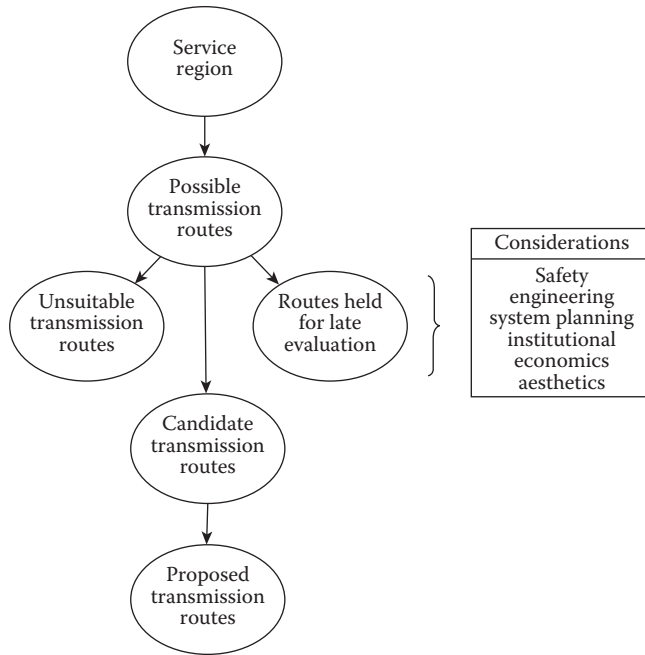 Service
region
Possible
transmission
routes
Unsuitable
transmission
routes
Routes held
for late
evaluation
Considerations
Safety
engineering
system planning
institutional
economics
aesthetics
Candidate
transmission
routes
Proposed
transmission
routes